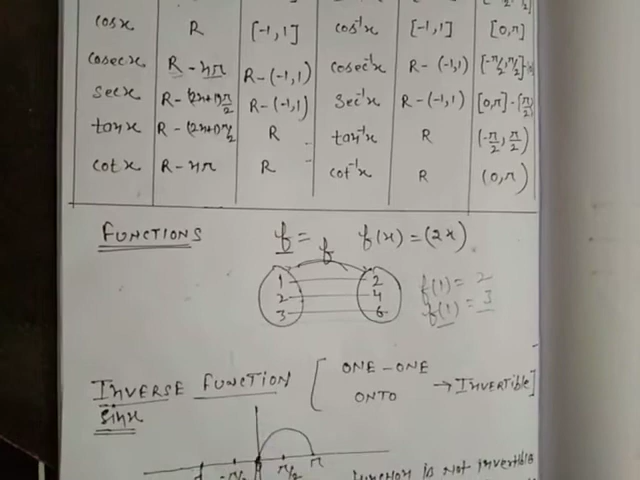 cosx R [-1,1] cos⁻¹x [-1,1] [0,π]
cosecx R - nπ R-(-1,1) cosec⁻¹x R - (-1,1) [-π/2, π/2]-
secx R-(2n+1)π/2 R-(-1,1) sec⁻¹x R-(-1,1) [0,π]-{π/2}
tanx R-(2n+1)π/2 R tan⁻¹x R (-π/2, π/2)
cotx R-nπ R cot⁻¹x R (0,π)
FUNCTIONS f = f(x) = (2x)
f
1 2
2 4
3 6
f(1) = 2
f(1) = 3
INVERSE FUNCTION [ ONE-ONE
ONTO → INVERTIBLE]
sinx
-π/2 π/2 π
function is not invertible